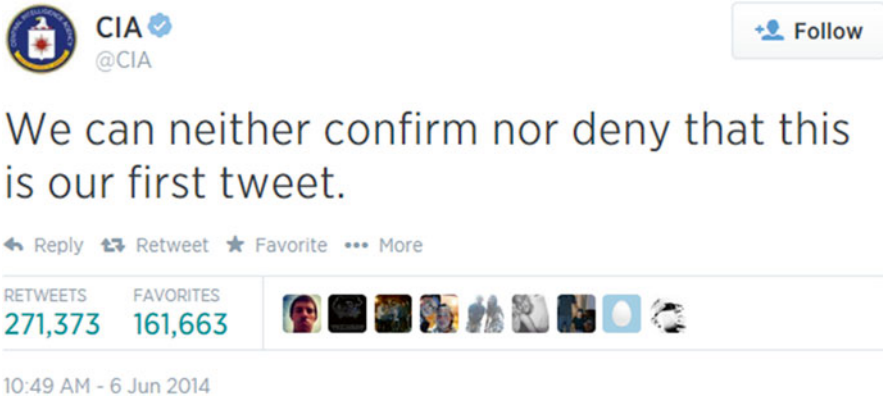 CIA
@CIA
Follow
We can neither confirm nor deny that this
is our first tweet.
Reply Retweet Favorite ••• More
RETWEETS FAVORITES
271,373 161,663
10:49 AM - 6 Jun 2014